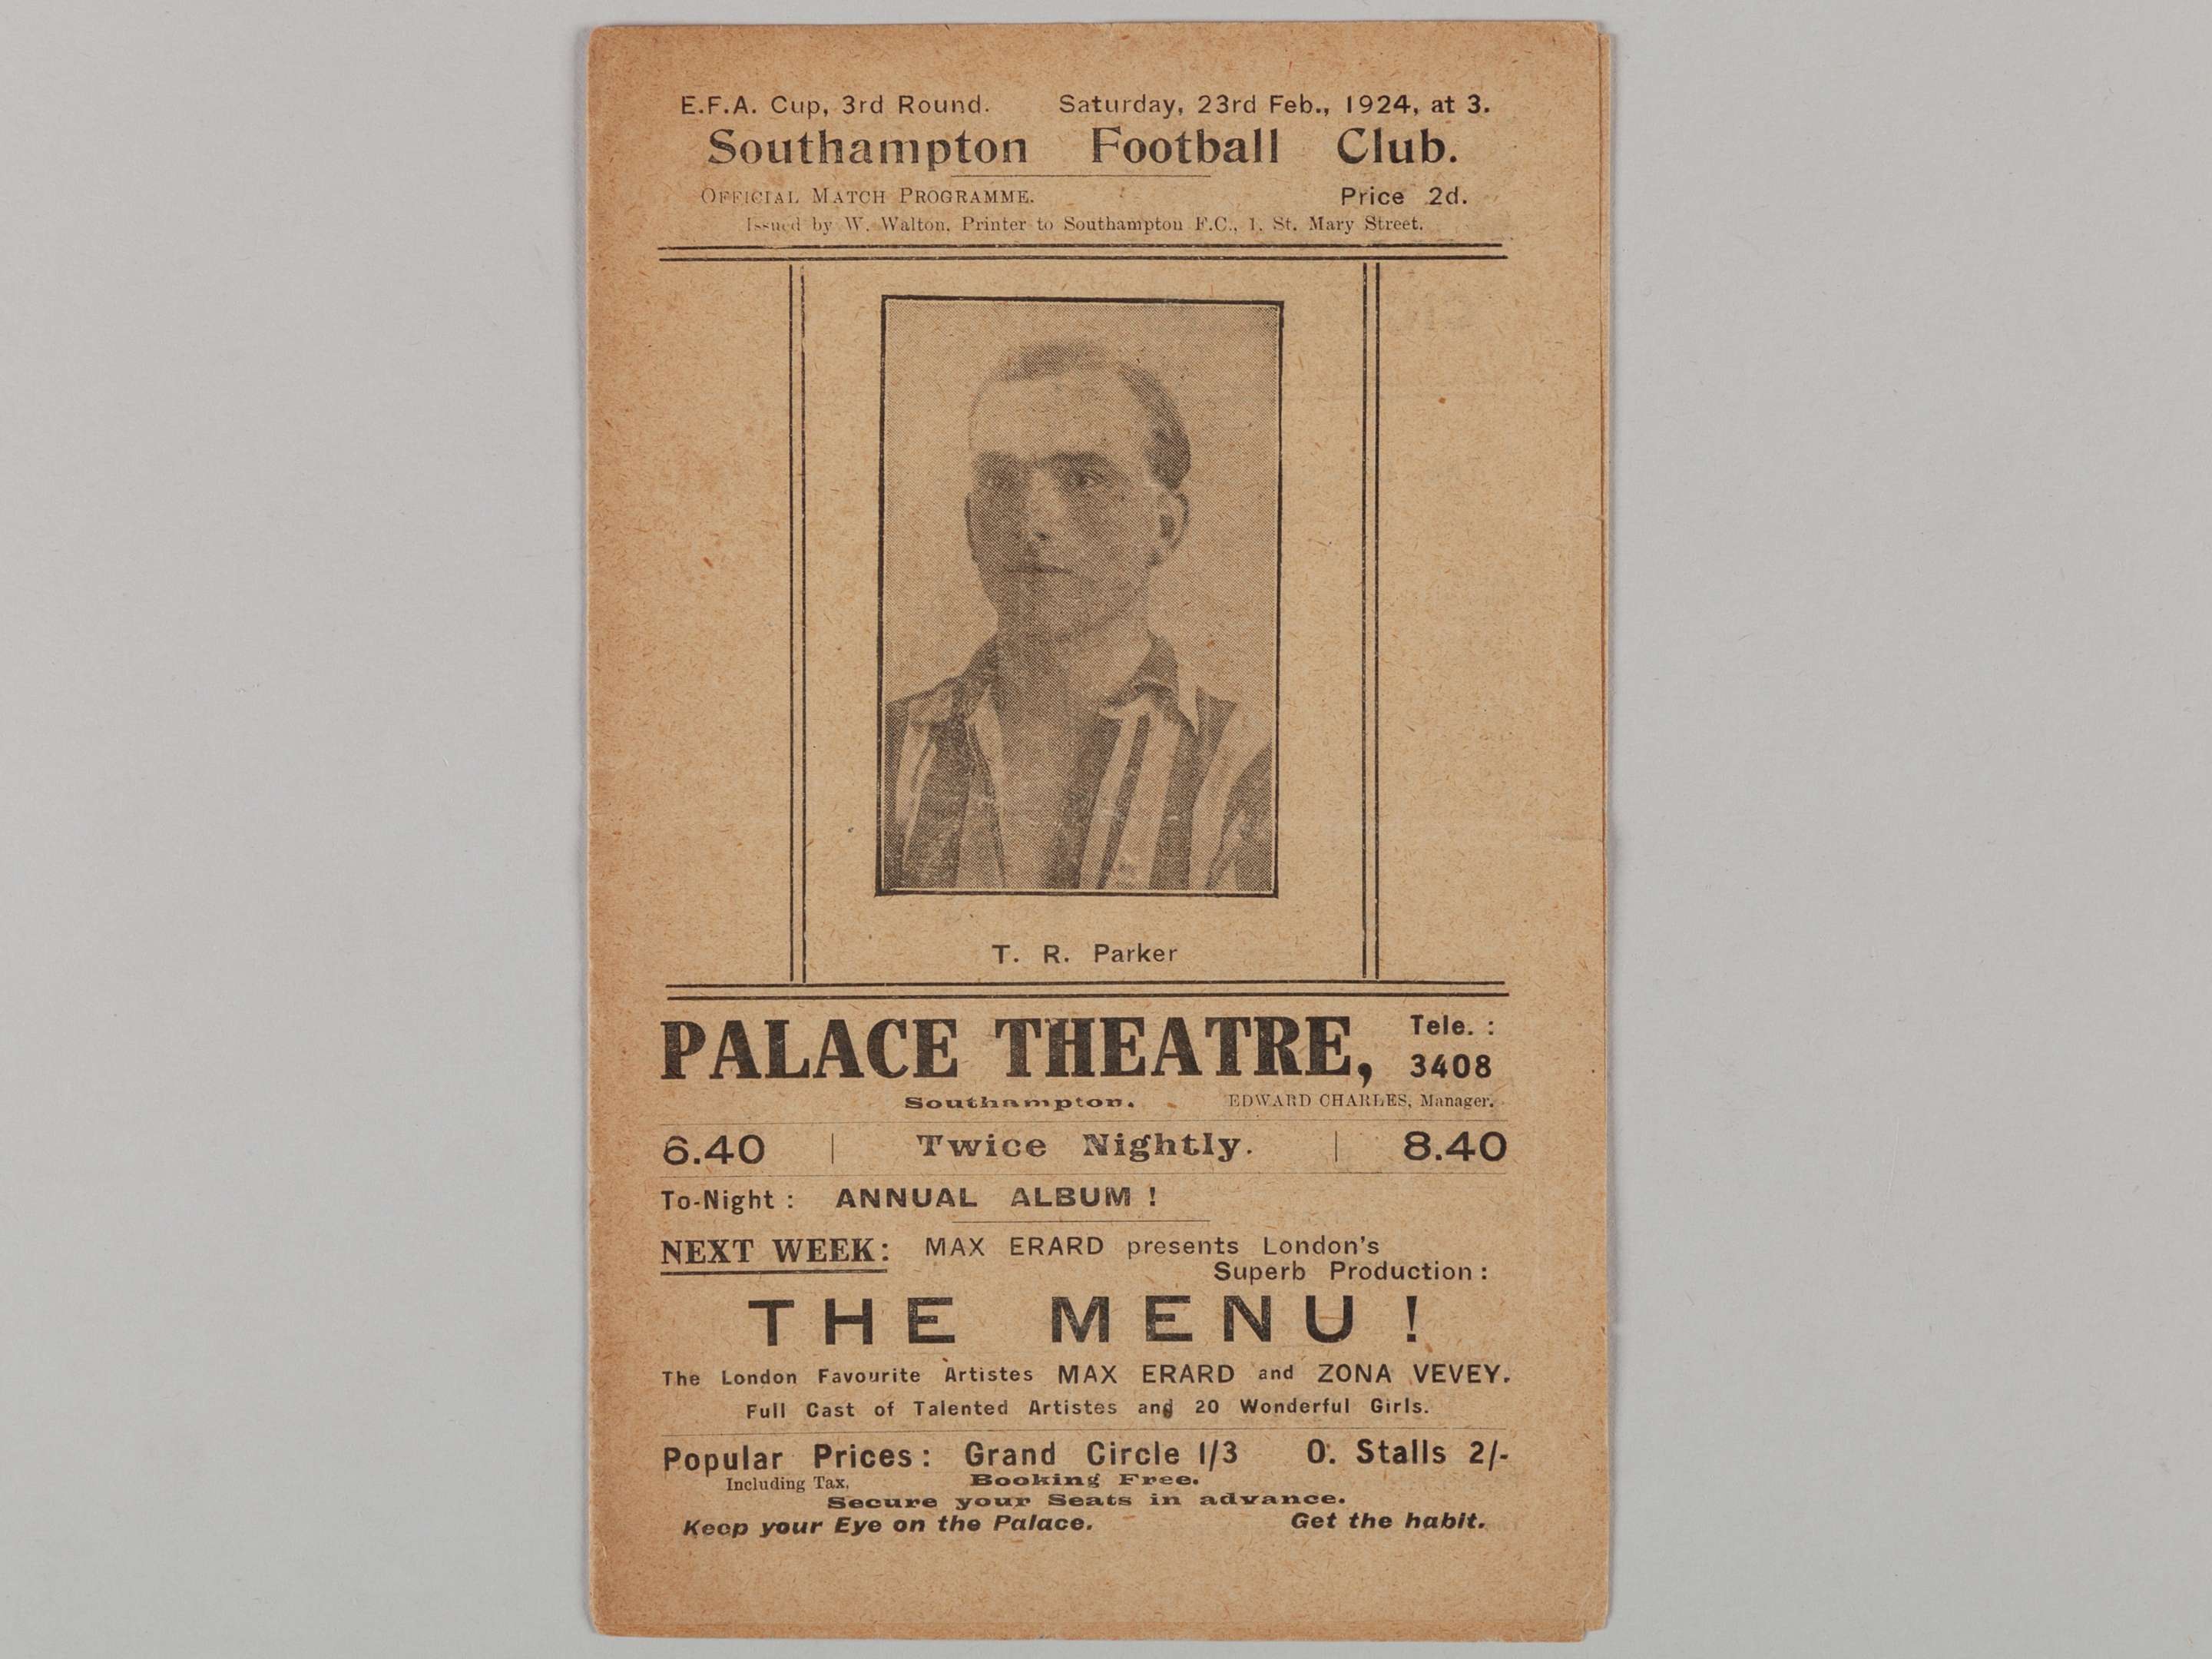 E.F.A. Cup, 3rd Round. Saturday, 23rd Feb., 1924, at 3.
Southampton Football Club.
OFFICIAL MATCH PROGRAMME. Price 2d.
Issued by W. Walton, Printer to Southampton F.C., 1, St. Mary Street.
T. R. Parker
PALACE THEATRE, Tele. :
3408
Southampton. EDWARD CHARLES, Manager.
6.40 | Twice Nightly. | 8.40
To-Night : ANNUAL ALBUM !
NEXT WEEK: MAX ERARD presents London's
Superb Production :
THE MENU !
The London Favourite Artistes MAX ERARD and ZONA VEVEY.
Full Cast of Talented Artistes and 20 Wonderful Girls.
Popular Prices : Grand Circle 1/3 O. Stalls 2/-
Including Tax, Booking Free.
Secure your Seats in advance.
Keep your Eye on the Palace. Get the habit.